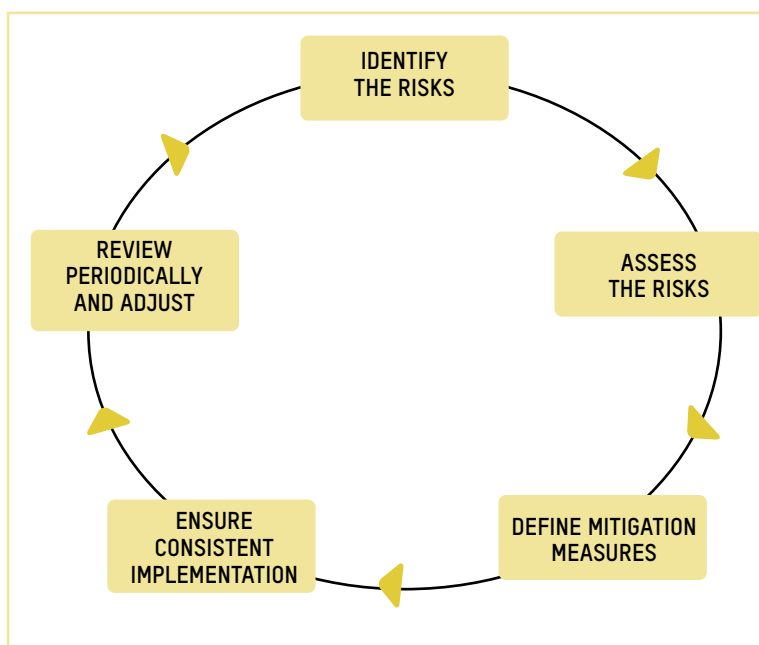 IDENTIFY
THE RISKS
ASSESS
THE RISKS
DEFINE MITIGATION
MEASURES
ENSURE
CONSISTENT
IMPLEMENTATION
REVIEW
PERIODICALLY
AND ADJUST